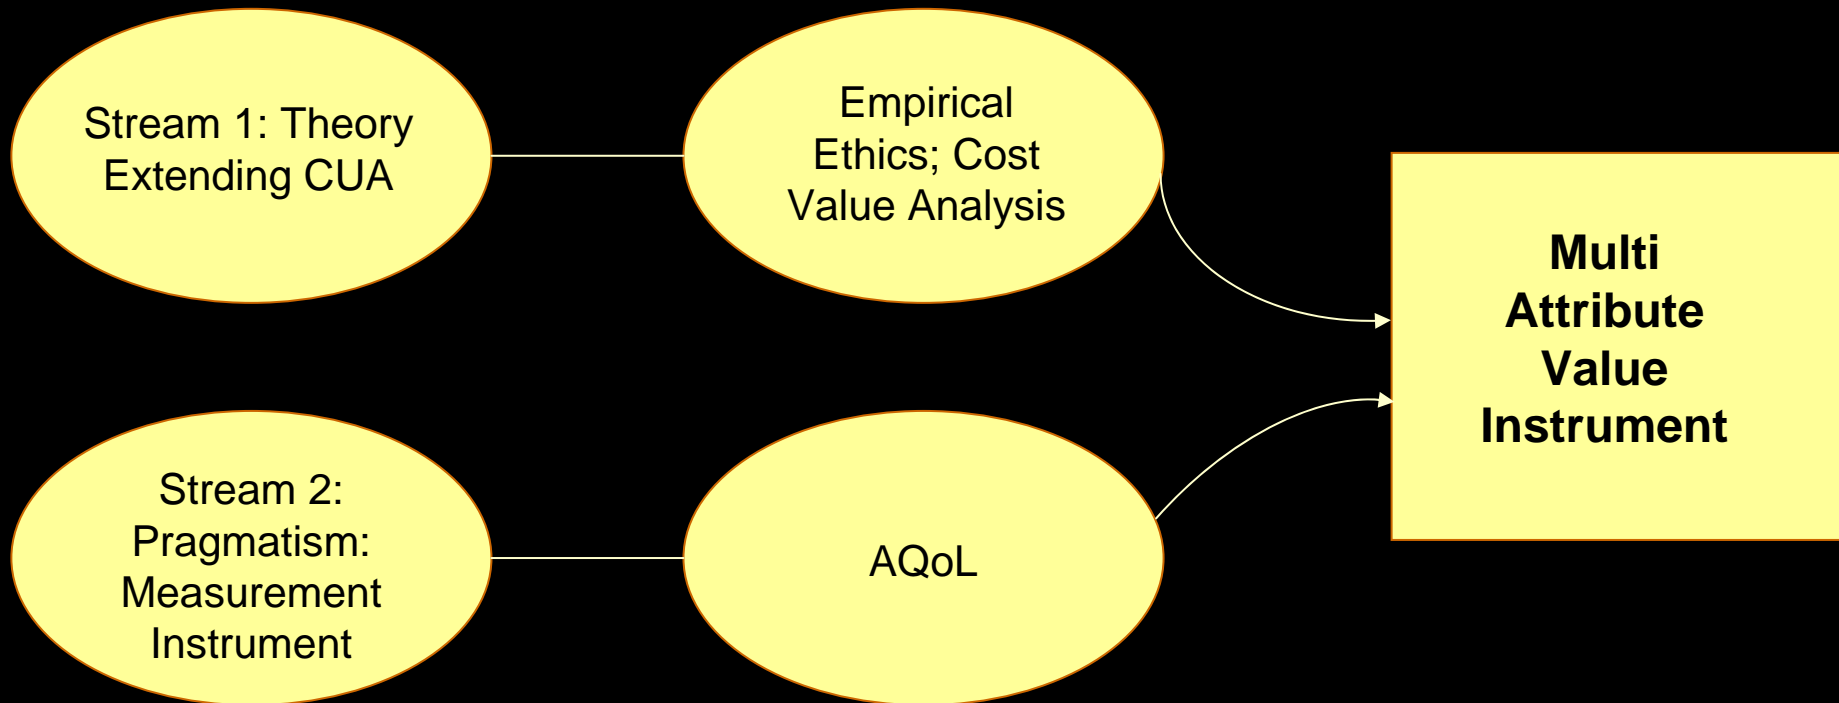 Stream 1: Theory
Extending CUA
Empirical
Ethics; Cost
Value Analysis
Multi
Attribute
Value
Instrument
Stream 2:
Pragmatism:
Measurement
Instrument
AQoL